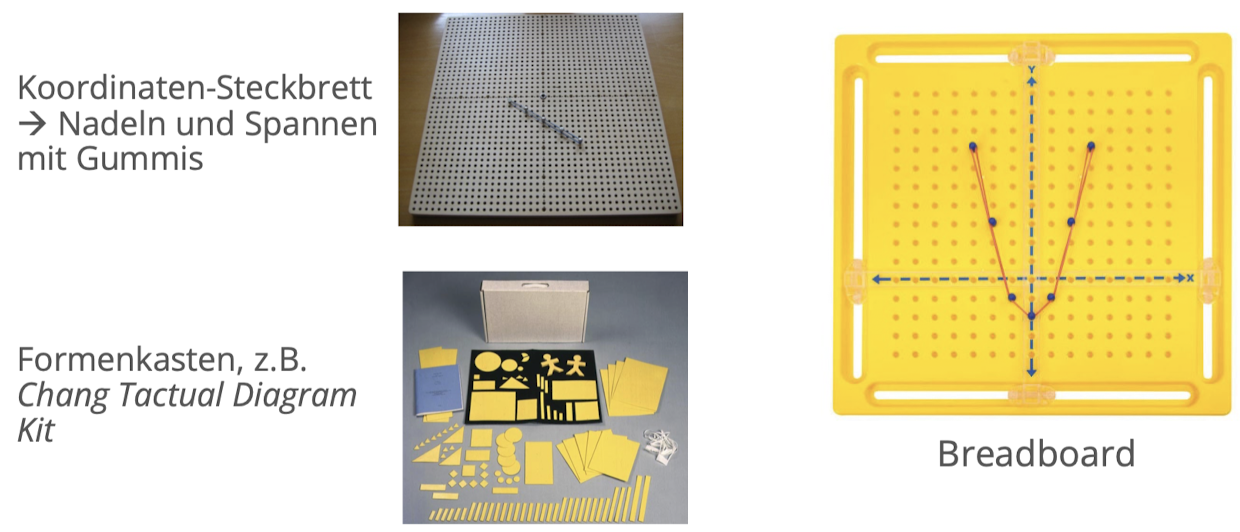 Koordinaten-Steckbrett
→ Nadeln und Spannen
mit Gummis
Formenkasten, z.B.
Chang Tactual Diagram
Kit
Y
X
Breadboard